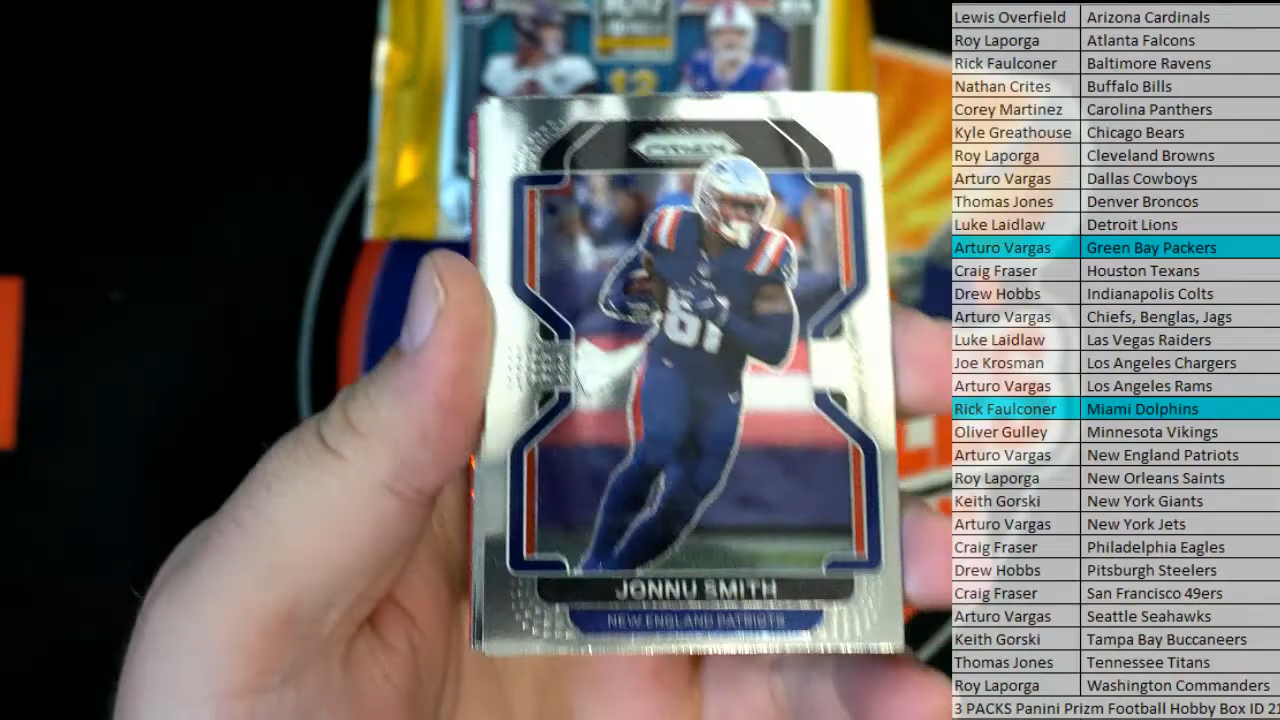 PRIZM
81
JONNU SMITH
NEW ENGLAND PATRIOTS
12
Lewis Overfield Arizona Cardinals
Roy Laporga Atlanta Falcons
Rick Faulconer Baltimore Ravens
Nathan Crites Buffalo Bills
Corey Martinez Carolina Panthers
Kyle Greathouse Chicago Bears
Roy Laporga Cleveland Browns
Arturo Vargas Dallas Cowboys
Thomas Jones Denver Broncos
Luke Laidlaw Detroit Lions
Arturo Vargas Green Bay Packers
Craig Fraser Houston Texans
Drew Hobbs Indianapolis Colts
Arturo Vargas Chiefs, Benglas, Jags
Luke Laidlaw Las Vegas Raiders
Joe Krosman Los Angeles Chargers
Arturo Vargas Los Angeles Rams
Rick Faulconer Miami Dolphins
Oliver Gulley Minnesota Vikings
Arturo Vargas New England Patriots
Roy Laporga New Orleans Saints
Keith Gorski New York Giants
Arturo Vargas New York Jets
Craig Fraser Philadelphia Eagles
Drew Hobbs Pitsburgh Steelers
Craig Fraser San Francisco 49ers
Arturo Vargas Seattle Seahawks
Keith Gorski Tampa Bay Buccaneers
Thomas Jones Tennessee Titans
Roy Laporga Washington Commanders
3 PACKS Panini Prizm Football Hobby Box ID 21